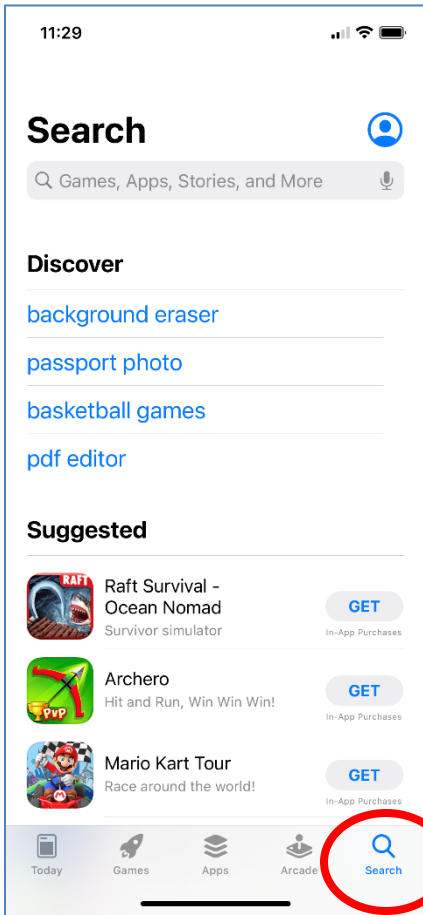 11:29
Search
Games, Apps, Stories, and More
Discover
background eraser
passport photo
basketball games
pdf editor
Suggested
RAFT
Raft Survival -
Ocean Nomad
Survivor simulator
GET
In-App Purchases
Archero
Hit and Run, Win Win Win!
PvP
GET
In-App Purchases
Mario Kart Tour
Race around the world!
GET
In-App Purchases
Today
Games
Apps
Arcade
Search